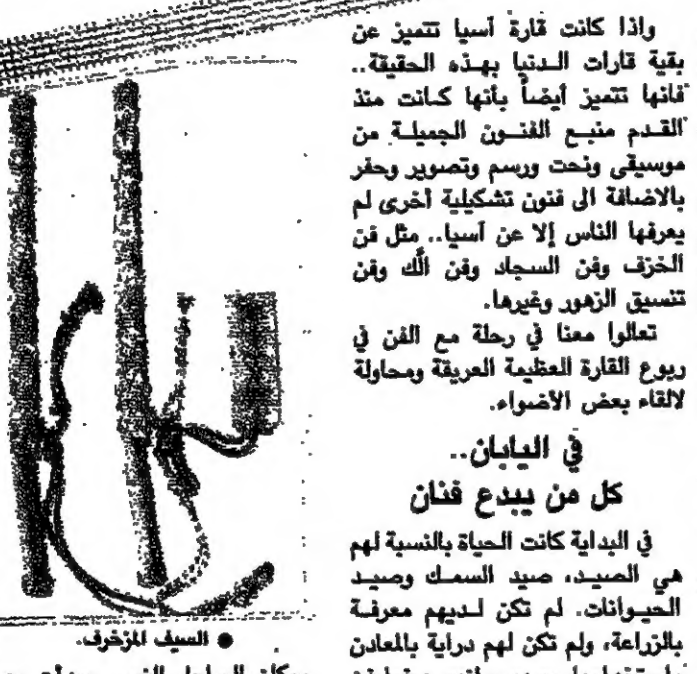 واذا كانت قارة آسيا تتميز عن
بقية قارات الدنيا بهذه الحقيقة..
فانها تتميز أيضاً بأنها كانت منذ
القدم منبع الفنون الجميلة من
موسيقى ونحت ورسم وتصوير وحفر
بالاضافة الى فنون تشكيلية أخرى لم
يعرفها الناس إلا عن آسيا.. مثل فن
الخزف وفن السجاد وفن الَّك وفن
تنسيق الزهور وغيرها.
تعالوا معنا في رحلة مع الفن في
ربوع القارة العظيمة العريقة ومحاولة
لالقاء بعض الأضواء.
في اليابان..
كل من يبدع فنان
في البداية كانت الحياة بالنسبة لهم
هي الصيد، صيد السمك وصيد
الحيوانات. لم تكن لديهم معرفة
بالزراعة، ولم تكن لهم دراية بالمعادن
● السيف المزخرف.